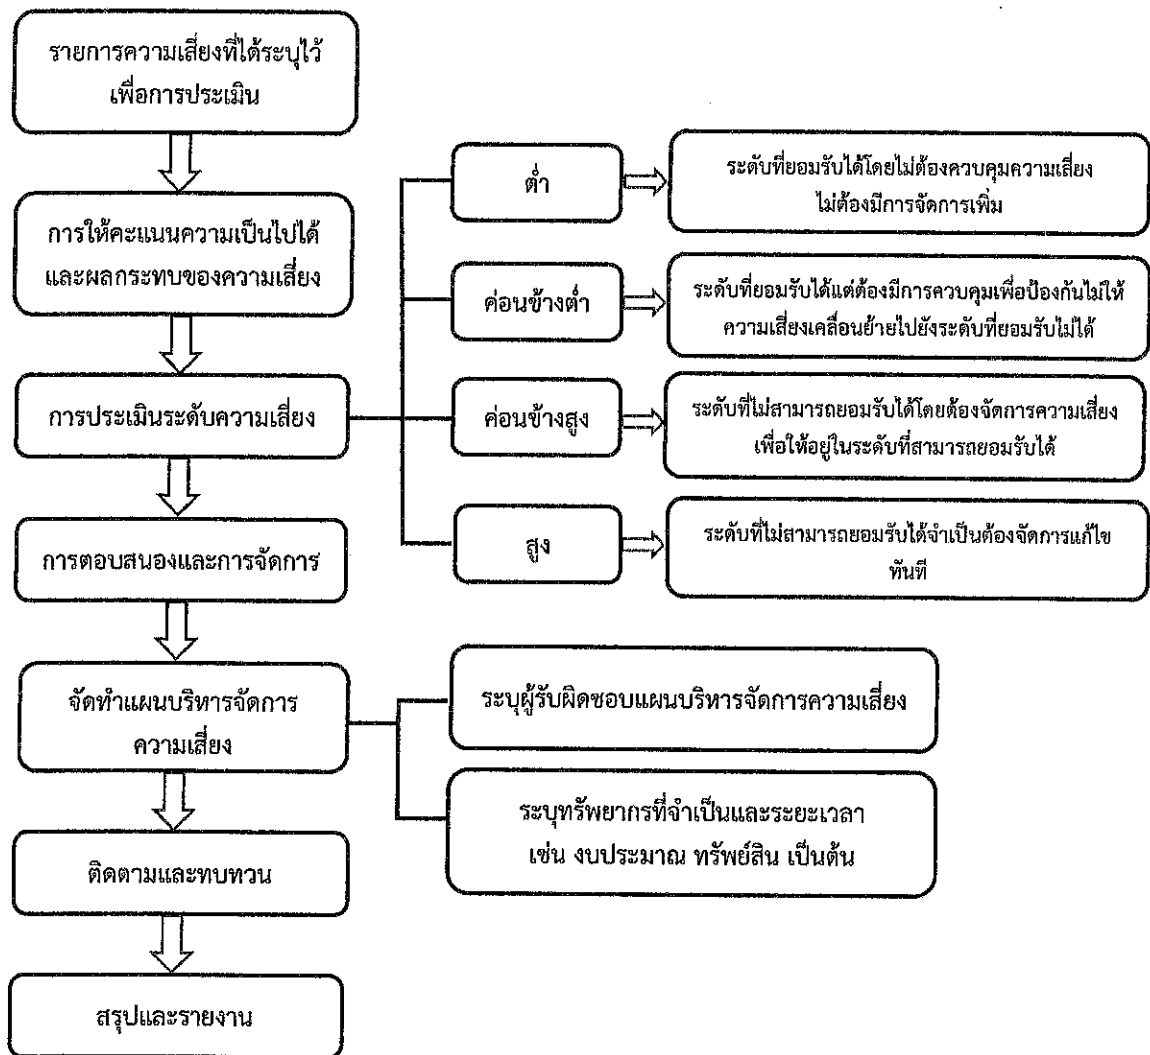 รายการความเสี่ยงที่ได้ระบุไว้
เพื่อการประเมิน
การให้คะแนนความเป็นไปได้
และผลกระทบของความเสี่ยง
การประเมินระดับความเสี่ยง
ต่ำ
ระดับที่ยอมรับได้โดยไม่ต้องควบคุมความเสี่ยง
ไม่ต้องมีการจัดการเพิ่ม
ค่อนข้างต่ำ
ระดับที่ยอมรับได้แต่ต้องมีการควบคุมเพื่อป้องกันไม่ให้
ความเสี่ยงเคลื่อนย้ายไปยังระดับที่ยอมรับไม่ได้
ค่อนข้างสูง
ระดับที่ไม่สามารถยอมรับได้โดยต้องจัดการความเสี่ยง
เพื่อให้อยู่ในระดับที่สามารถยอมรับได้
สูง
ระดับที่ไม่สามารถยอมรับได้จำเป็นต้องจัดการแก้ไข
ทันที
การตอบสนองและการจัดการ
จัดทำแผนบริหารจัดการ
ความเสี่ยง
ระบุผู้รับผิดชอบแผนบริหารจัดการความเสี่ยง
ระบุทรัพยากรที่จำเป็นและระยะเวลา
เช่น งบประมาณ ทรัพย์สิน เป็นต้น
ติดตามและทบทวน
สรุปและรายงาน